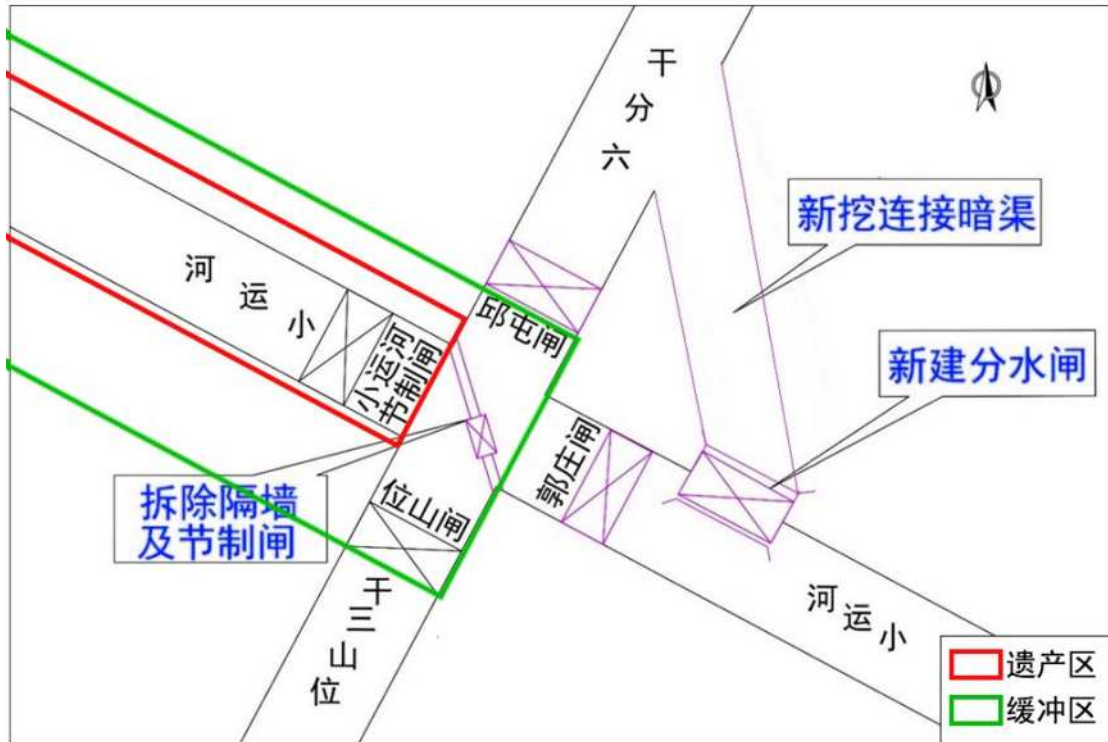 干分六
新挖连接暗渠
河运小
邱屯闸
小运河
节制闸
新建分水闸
郭庄闸
拆除隔墙
及节制闸
位山闸
干三山位
河运小
遗产区
缓冲区